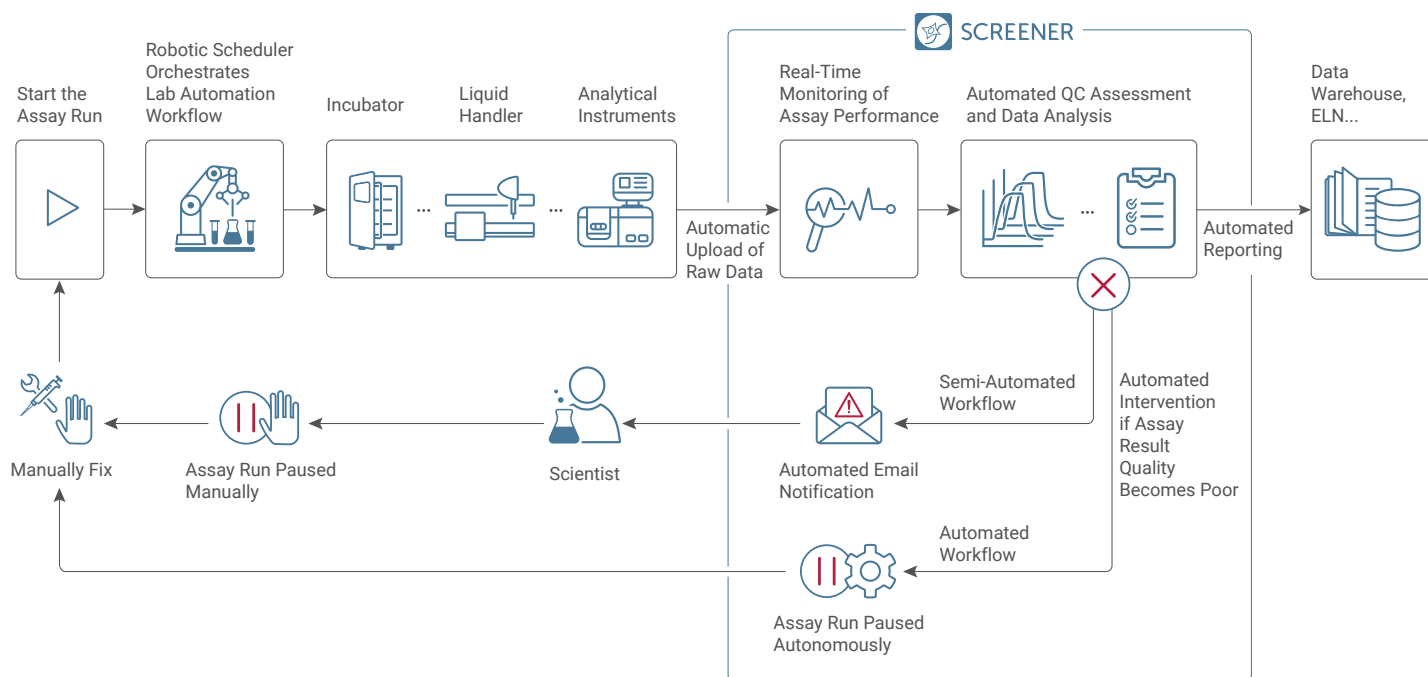 SCREENER
Start the
Assay Run
Robotic Scheduler
Orchestrates
Lab Automation
Workflow
Incubator
Liquid
Handler
Analytical
Instruments
Automatic
Upload of
Raw Data
Real-Time
Monitoring of
Assay Performance
Automated QC Assessment
and Data Analysis
Automated
Reporting
Data
Warehouse,
ELN...
...
...
...
Semi-Automated
Workflow
Automated
Intervention
if Assay
Result
Quality
Becomes Poor
Automated Email
Notification
Scientist
Assay Run Paused
Manually
Manually Fix
Automated
Workflow
Assay Run Paused
Autonomously